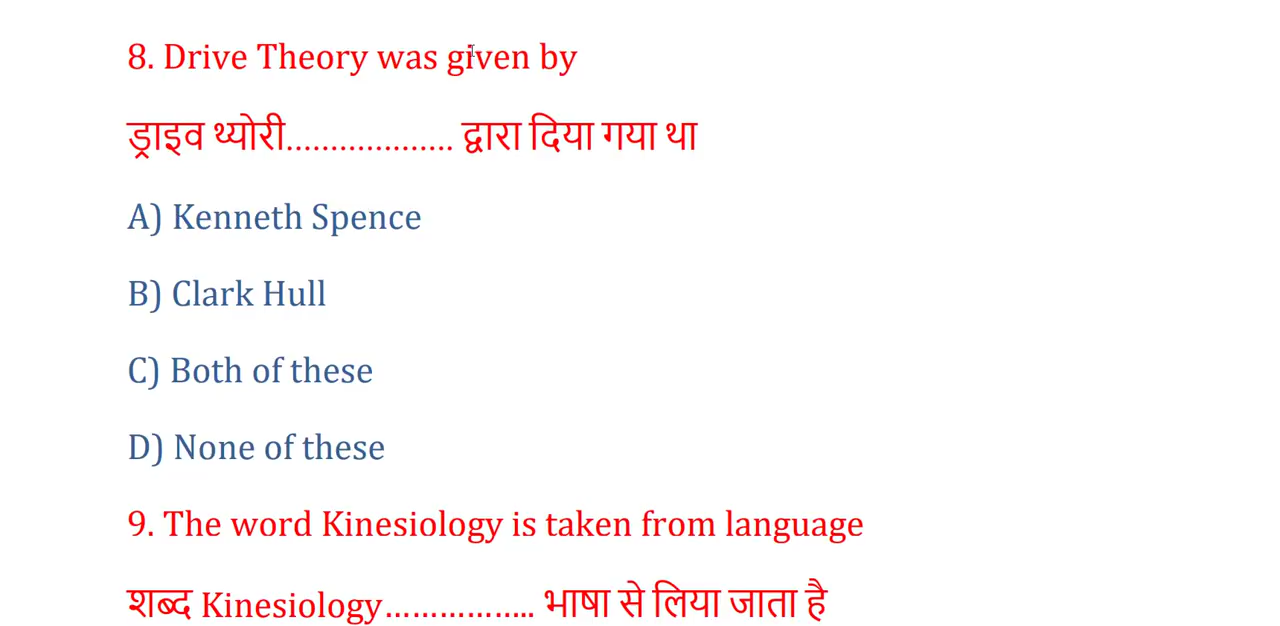 8. Drive Theory was given by
ड्राइव थ्योरी................... द्वारा दिया गया था
A) Kenneth Spence
B) Clark Hull
C) Both of these
D) None of these
9. The word Kinesiology is taken from language
शब्द Kinesiology…………….. भाषा से लिया जाता है